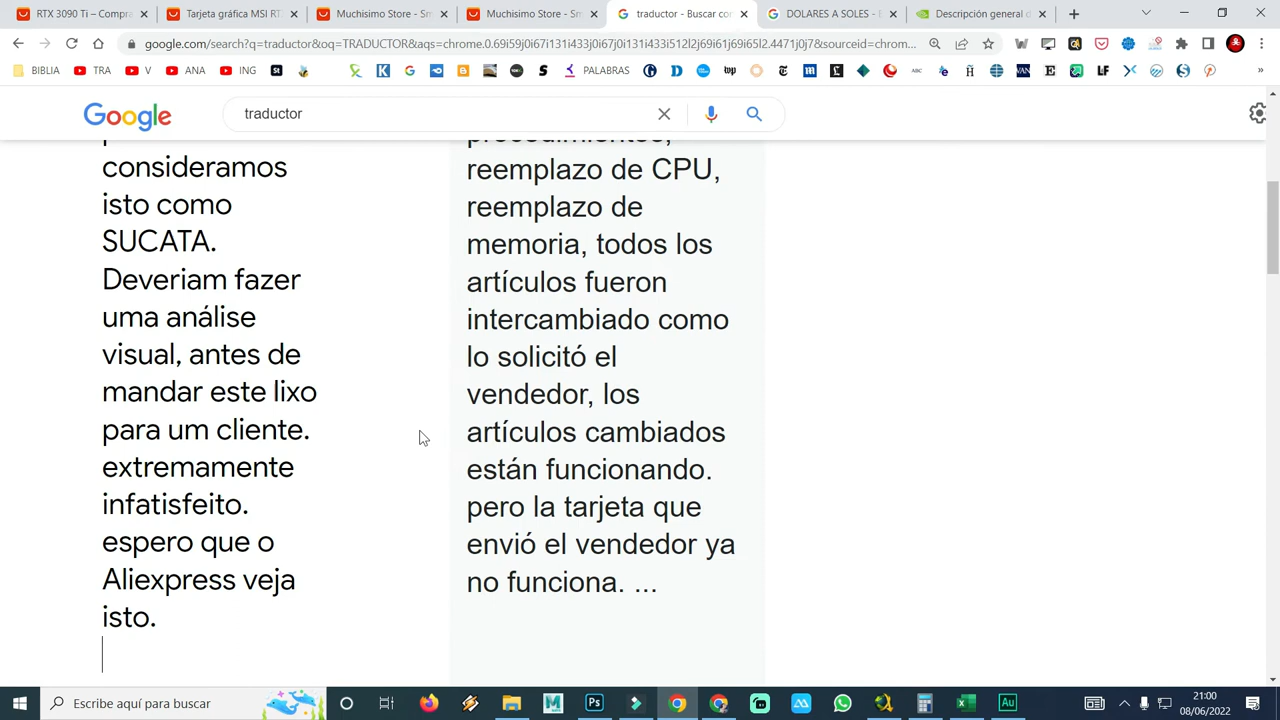 RTX 3090 Ti – Compra
Tarjeta gráfica MSI RT
Muchisimo Store - Sm
Muchisimo Store - Sm
traductor - Buscar co
DOLARES A SOLES - E
Descripción general d
google.com/search?q=traductor&oq=TRADUCTOR&aqs=chrome.0.69i59j0i67i131i433j0i67j0i131i433i512l2j69i61j69i65l2.4471j0j7&sourceid=chrom...
BIBLIA TRA V ANA ING PALABRAS
Google
traductor
consideramos
isto como
SUCATA.
Deveriam fazer
uma análise
visual, antes de
mandar este lixo
para um cliente.
extremamente
infatisfeito.
espero que o
Aliexpress veja
isto.
procedimientos,
reemplazo de CPU,
reemplazo de
memoria, todos los
artículos fueron
intercambiado como
lo solicitó el
vendedor, los
artículos cambiados
están funcionando.
pero la tarjeta que
envió el vendedor ya
no funciona. ...
Escribe aquí para buscar
21:00
08/06/2022